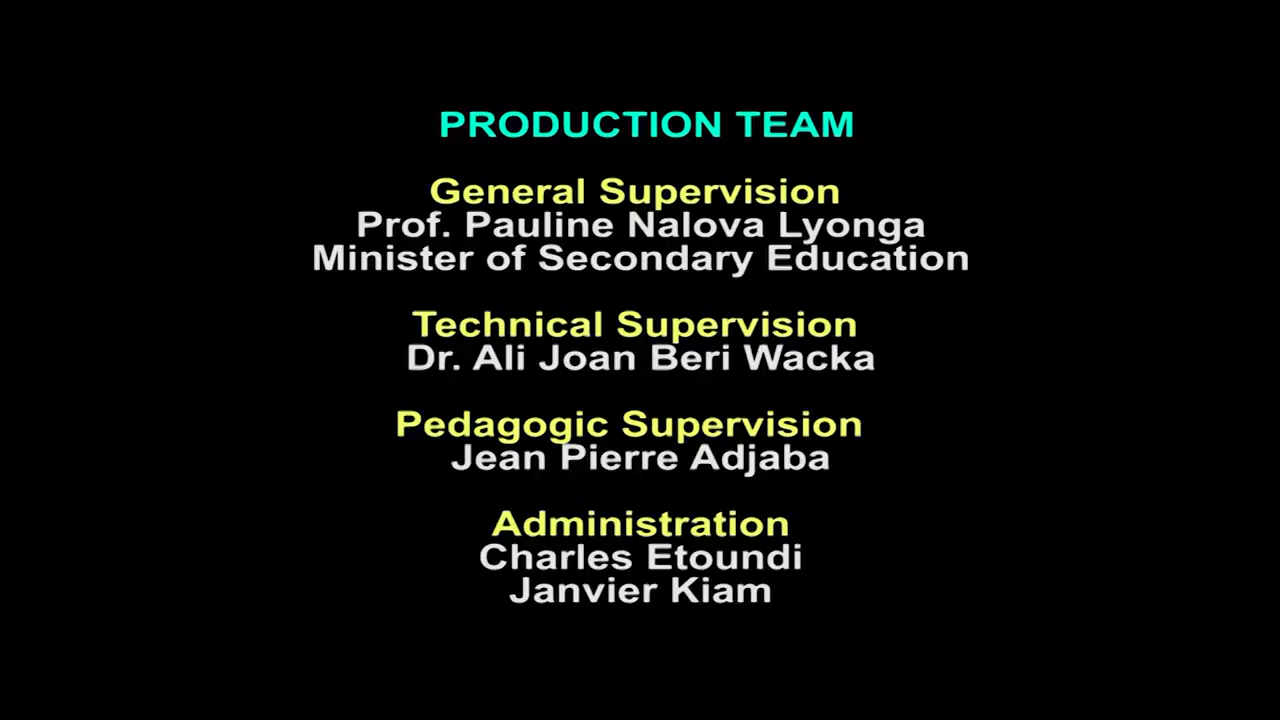 PRODUCTION TEAM
General Supervision
Prof. Pauline Nalova Lyonga
Minister of Secondary Education
Technical Supervision
Dr. Ali Joan Beri Wacka
Pedagogic Supervision
Jean Pierre Adjaba
Administration
Charles Etoundi
Janvier Kiam